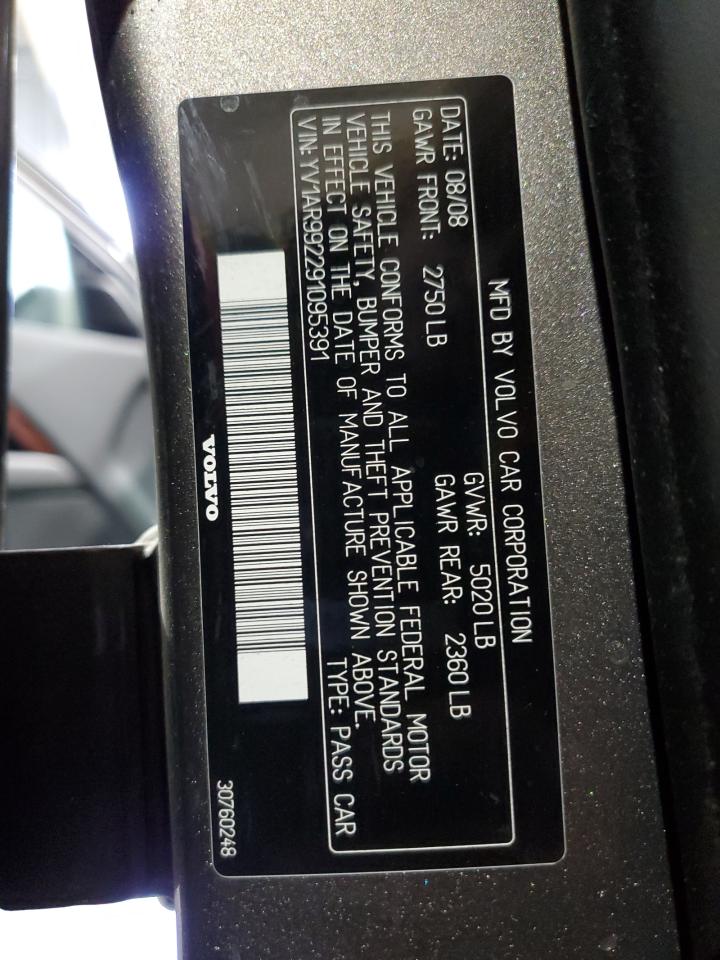 MFD BY VOLVO CAR CORPORATION
DATE: 08/08 GVWR: 5020 LB
GAWR FRONT: 2750 LB GAWR REAR: 2360 LB
THIS VEHICLE CONFORMS TO ALL APPLICABLE FEDERAL MOTOR
VEHICLE SAFETY, BUMPER AND THEFT PREVENTION STANDARDS
IN EFFECT ON THE DATE OF MANUFACTURE SHOWN ABOVE.
VIN: YV1AR992291095391 TYPE: PASS CAR
VOLVO
30760248